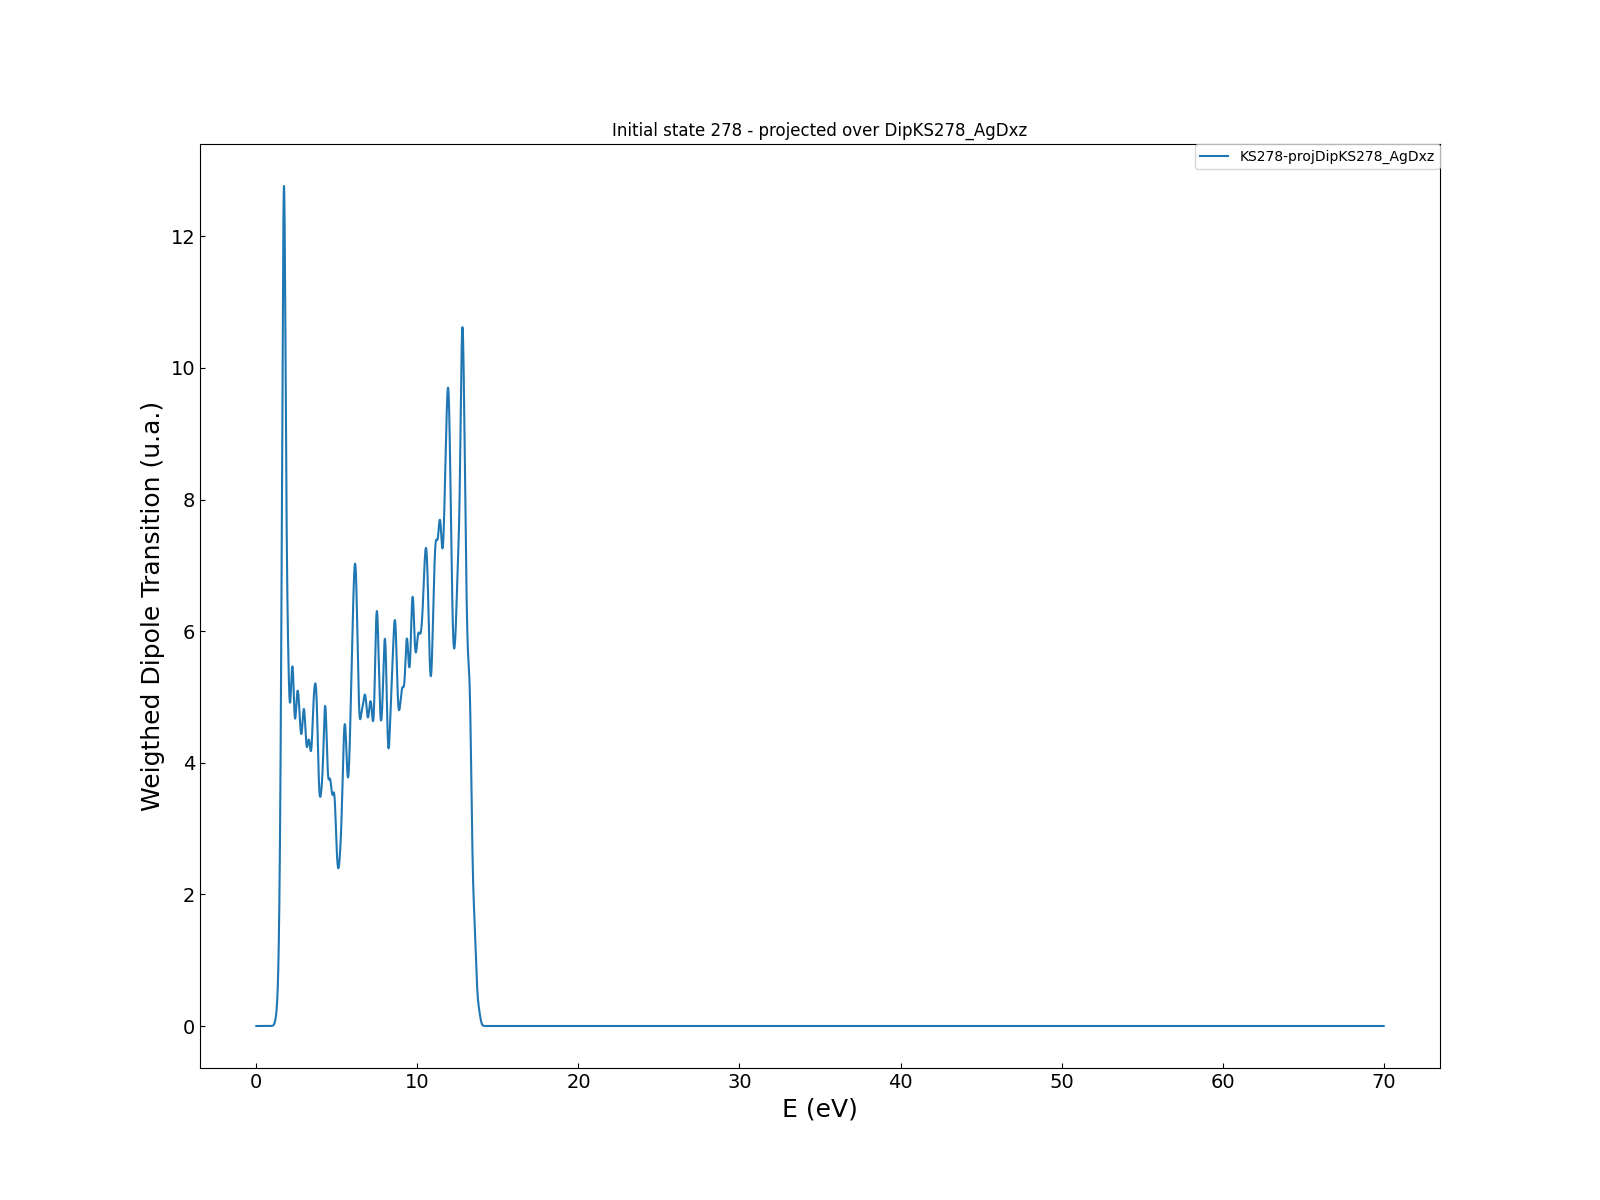 Initial state 278 - projected over DipKS278_AgDxz
KS278-projDipKS278_AgDxz
Weigthed Dipole Transition (u.a.)
12
10
8
6
4
2
0
0 10 20 30 40 50 60 70
E (eV)